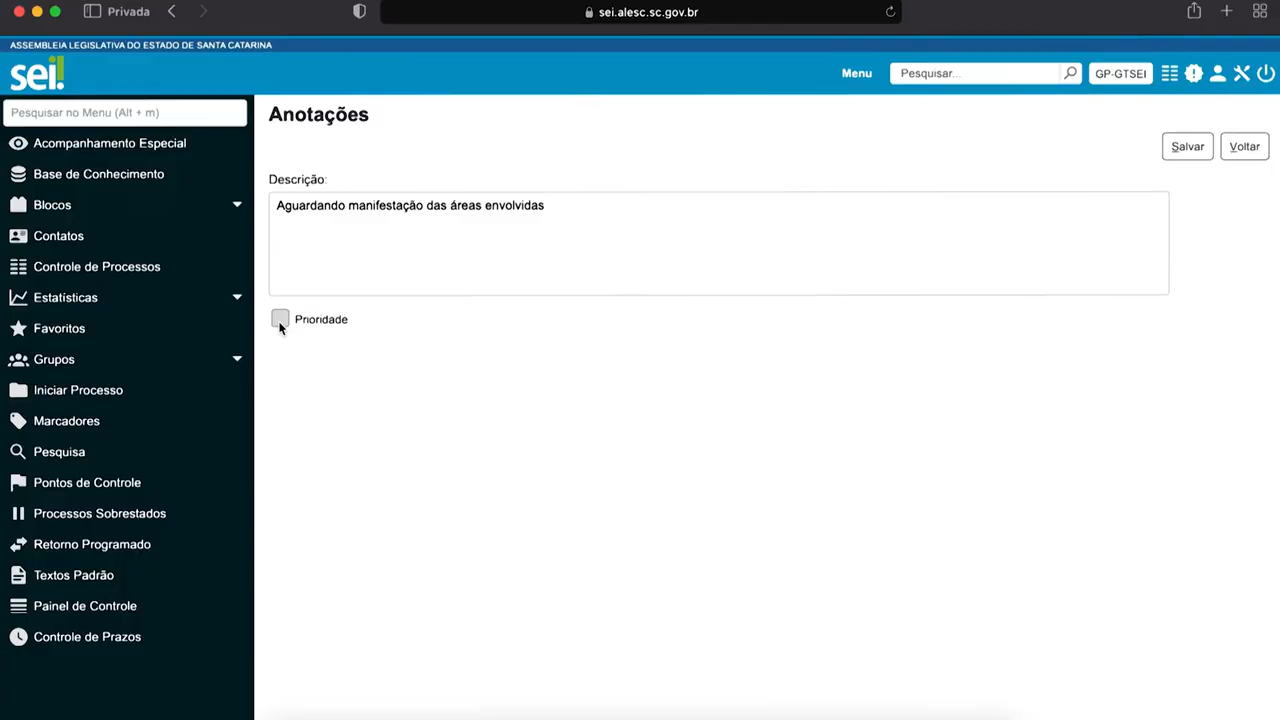 Privada
sei.alesc.sc.gov.br
ASSEMBLEIA LEGISLATIVA DO ESTADO DE SANTA CATARINA
sei!
Menu
Pesquisar...
GP-GTSEI
Pesquisar no Menu (Alt + m)
Acompanhamento Especial
Base de Conhecimento
Blocos
Contatos
Controle de Processos
Estatísticas
Favoritos
Grupos
Iniciar Processo
Marcadores
Pesquisa
Pontos de Controle
Processos Sobrestados
Retorno Programado
Textos Padrão
Painel de Controle
Controle de Prazos
Anotações
Salvar
Voltar
Descrição:
Aguardando manifestação das áreas envolvidas
Prioridade